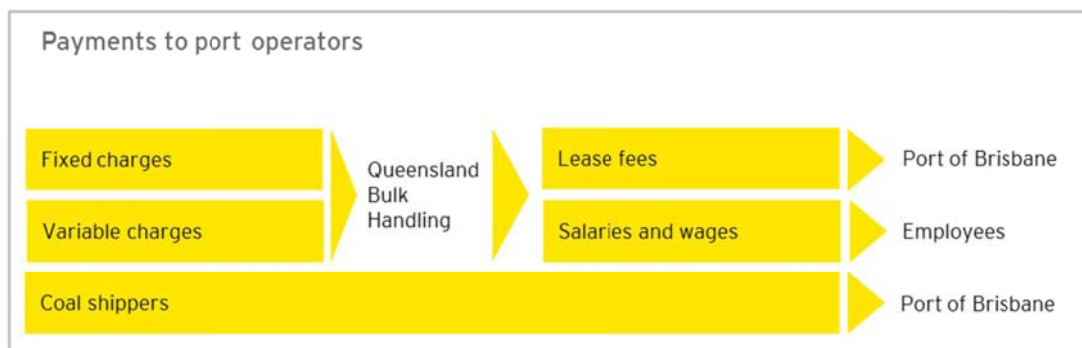 Payments to port operators
Fixed charges
Variable charges
Queensland
Bulk
Handling
Lease fees
Port of Brisbane
Salaries and wages
Employees
Coal shippers
Port of Brisbane